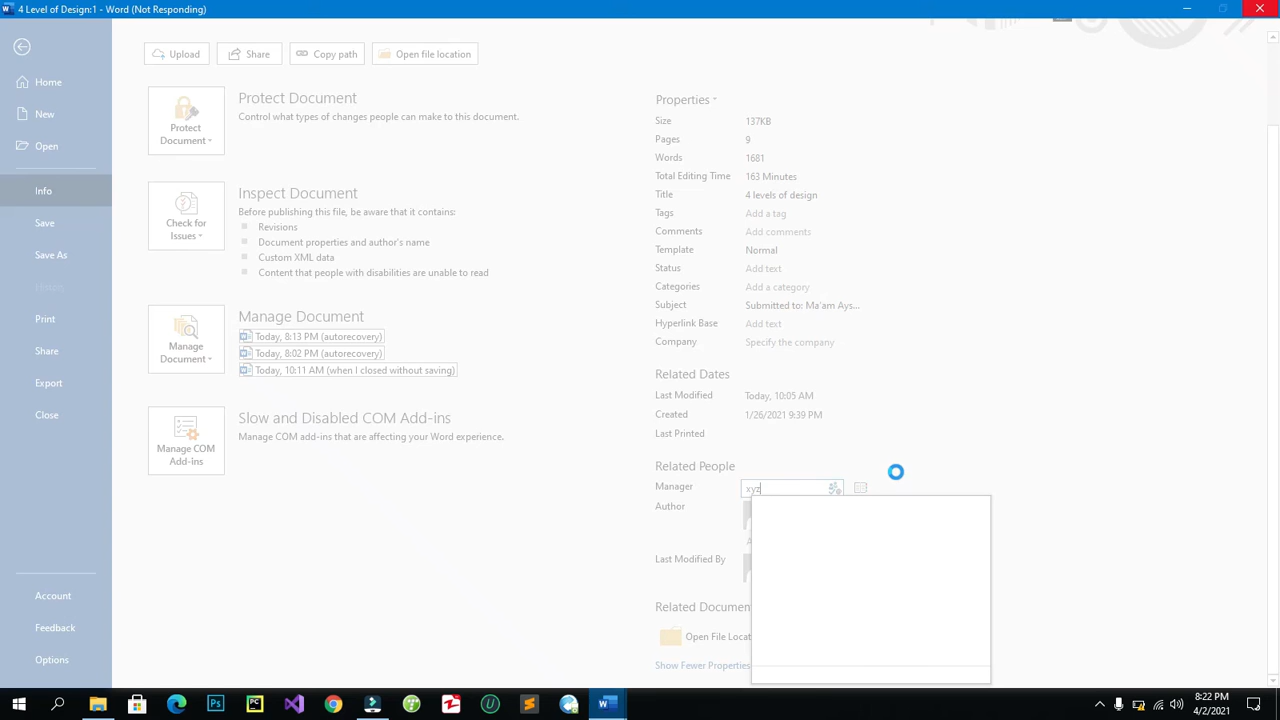 4 Level of Design:1 - Word (Not Responding)
Upload
Share
Copy path
Open file location
Home
New
Open
Info
Save
Save As
Print
Share
Export
Close
Account
Feedback
Options
Protect Document
Protect Document
Control what types of changes people can make to this document.
Check for Issues
Inspect Document
Before publishing this file, be aware that it contains:
Revisions
Document properties and author's name
Custom XML data
Content that people with disabilities are unable to read
Manage Document
Manage Document
Today, 8:13 PM (autorecovery)
Today, 8:02 PM (autorecovery)
Today, 10:11 AM (when I closed without saving)
Manage COM Add-ins
Slow and Disabled COM Add-ins
Manage COM add-ins that are affecting your Word experience.
Properties
Size 137KB
Pages 9
Words 1681
Total Editing Time 163 Minutes
Title 4 levels of design
Tags Add a tag
Comments Add comments
Template Normal
Status Add text
Categories Add a category
Subject Submitted to: Ma'am Ays...
Hyperlink Base Add text
Company Specify the company
Related Dates
Last Modified Today, 10:05 AM
Created 1/26/2021 9:39 PM
Last Printed
Related People
Manager xyz
Author
A
Last Modified By
Related Documen
Open File Locat
Show Fewer Properties
8:22 PM
4/2/2021